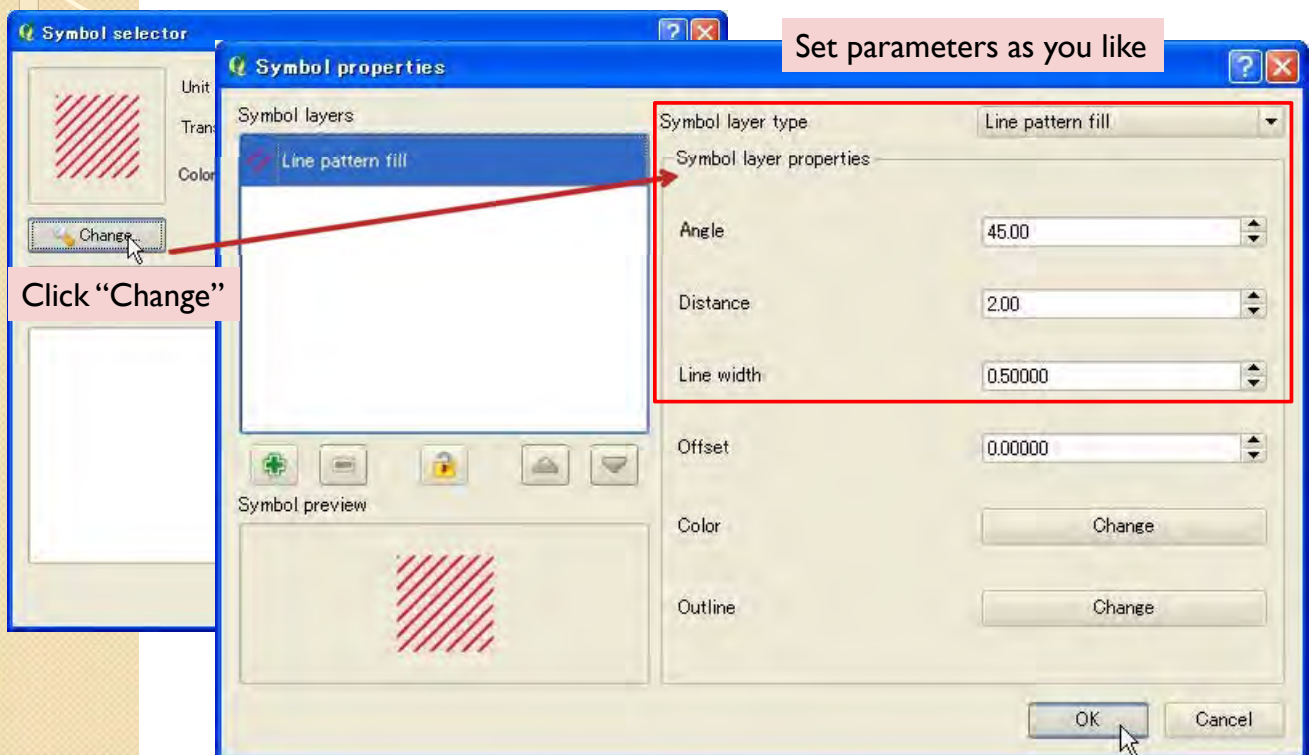 Symbol selector
Set parameters as you like
Symbol properties
Unit
Symbol layers
Symbol layer type
Line pattern fill
Line pattern fill
Symbol layer properties
Color
Change
Click “Change”
Angle
45.00
Distance
2.00
Line width
0.50000
Offset
0.00000
Symbol preview
Color
Change
Outline
Change
OK
Cancel